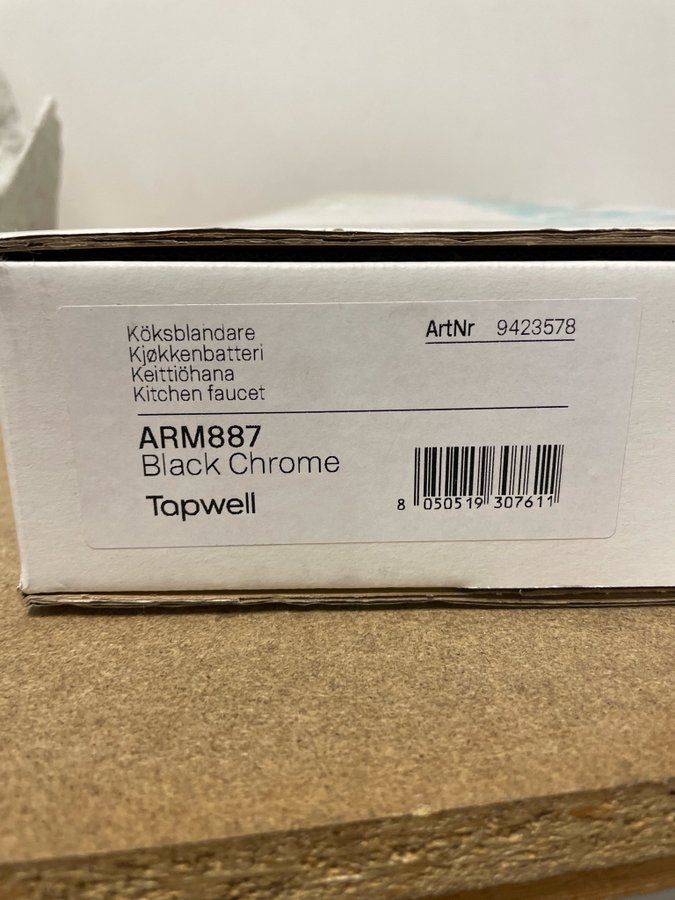 Köksblandare
Kjøkkenbatteri
Keittiöhana
Kitchen faucet
ArtNr 9423578
ARM887
Black Chrome
Tapwell
8 050519 307611